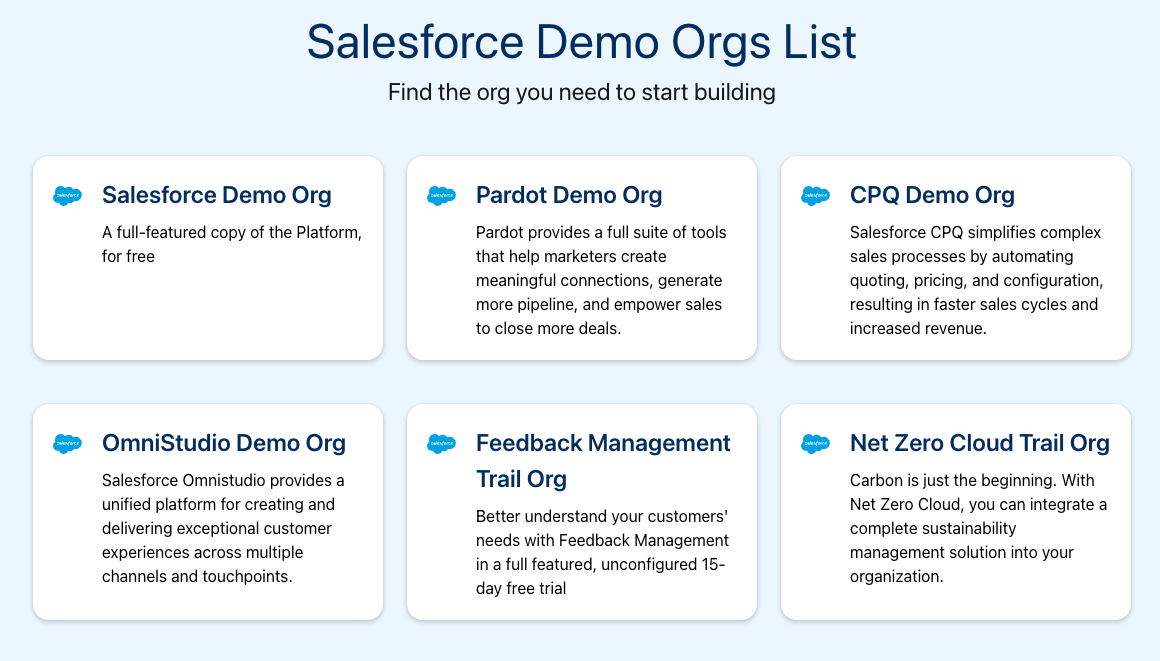 Salesforce Demo Orgs List
Find the org you need to start building
salesforce
Salesforce Demo Org
A full-featured copy of the Platform,
for free
salesforce
Pardot Demo Org
Pardot provides a full suite of tools
that help marketers create
meaningful connections, generate
more pipeline, and empower sales
to close more deals.
salesforce
CPQ Demo Org
Salesforce CPQ simplifies complex
sales processes by automating
quoting, pricing, and configuration,
resulting in faster sales cycles and
increased revenue.
salesforce
OmniStudio Demo Org
Salesforce Omnistudio provides a
unified platform for creating and
delivering exceptional customer
experiences across multiple
channels and touchpoints.
salesforce
Feedback Management
Trail Org
Better understand your customers'
needs with Feedback Management
in a full featured, unconfigured 15-
day free trial
salesforce
Net Zero Cloud Trail Org
Carbon is just the beginning. With
Net Zero Cloud, you can integrate a
complete sustainability
management solution into your
organization.